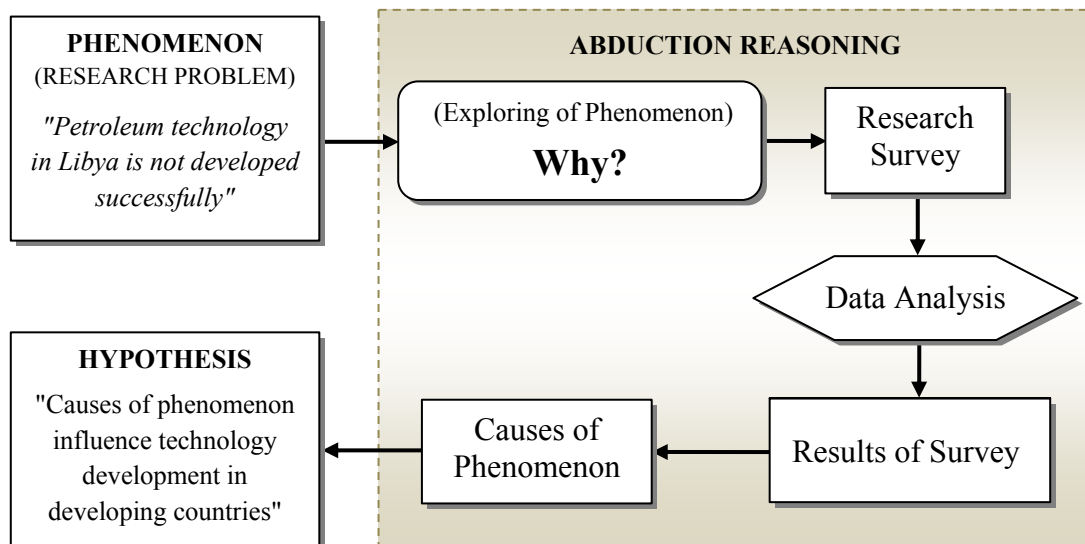 PHENOMENON
(RESEARCH PROBLEM)
"Petroleum technology
in Libya is not developed
successfully"
ABDUCTION REASONING
(Exploring of Phenomenon)
Why?
Research
Survey
Data Analysis
Results of Survey
Causes of
Phenomenon
HYPOTHESIS
"Causes of phenomenon
influence technology
development in
developing countries"